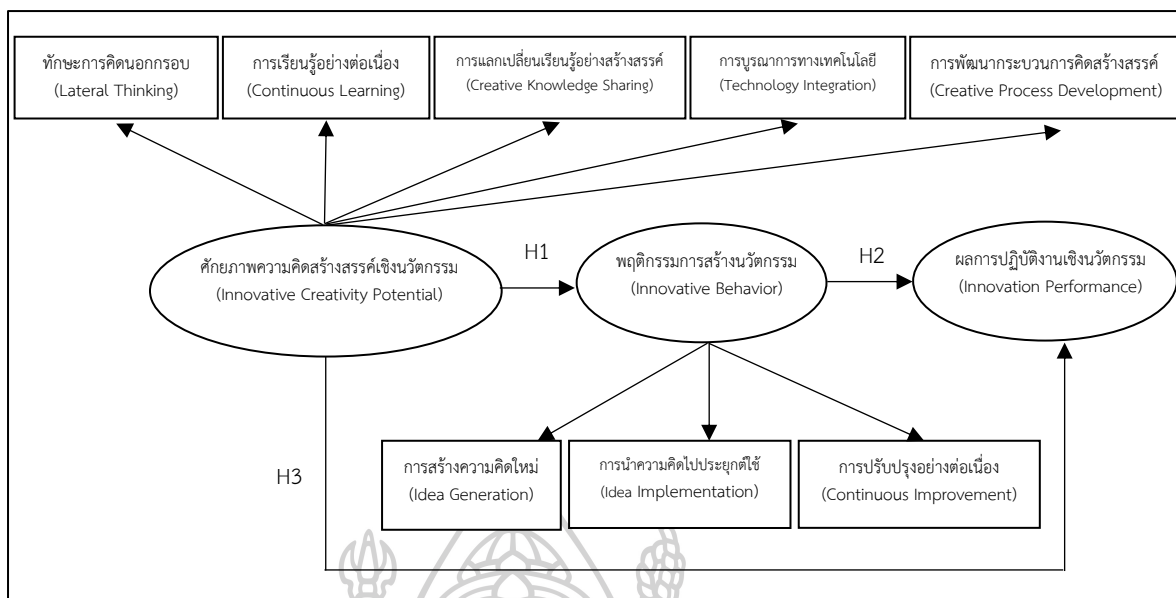 ทักษะการคิดนอกกรอบ
(Lateral Thinking)
การเรียนรู้อย่างต่อเนื่อง
(Continuous Learning)
การแลกเปลี่ยนเรียนรู้อย่างสร้างสรรค์
(Creative Knowledge Sharing)
การบูรณาการทางเทคโนโลยี
(Technology Integration)
การพัฒนากระบวนการคิดสร้างสรรค์
(Creative Process Development)
ศักยภาพความคิดสร้างสรรค์เชิงนวัตกรรม
(Innovative Creativity Potential)
H1
พฤติกรรมการสร้างนวัตกรรม
(Innovative Behavior)
H2
ผลการปฏิบัติงานเชิงนวัตกรรม
(Innovation Performance)
H3
การสร้างความคิดใหม่
(Idea Generation)
การนำความคิดไปประยุกต์ใช้
(Idea Implementation)
การปรับปรุงอย่างต่อเนื่อง
(Continuous Improvement)